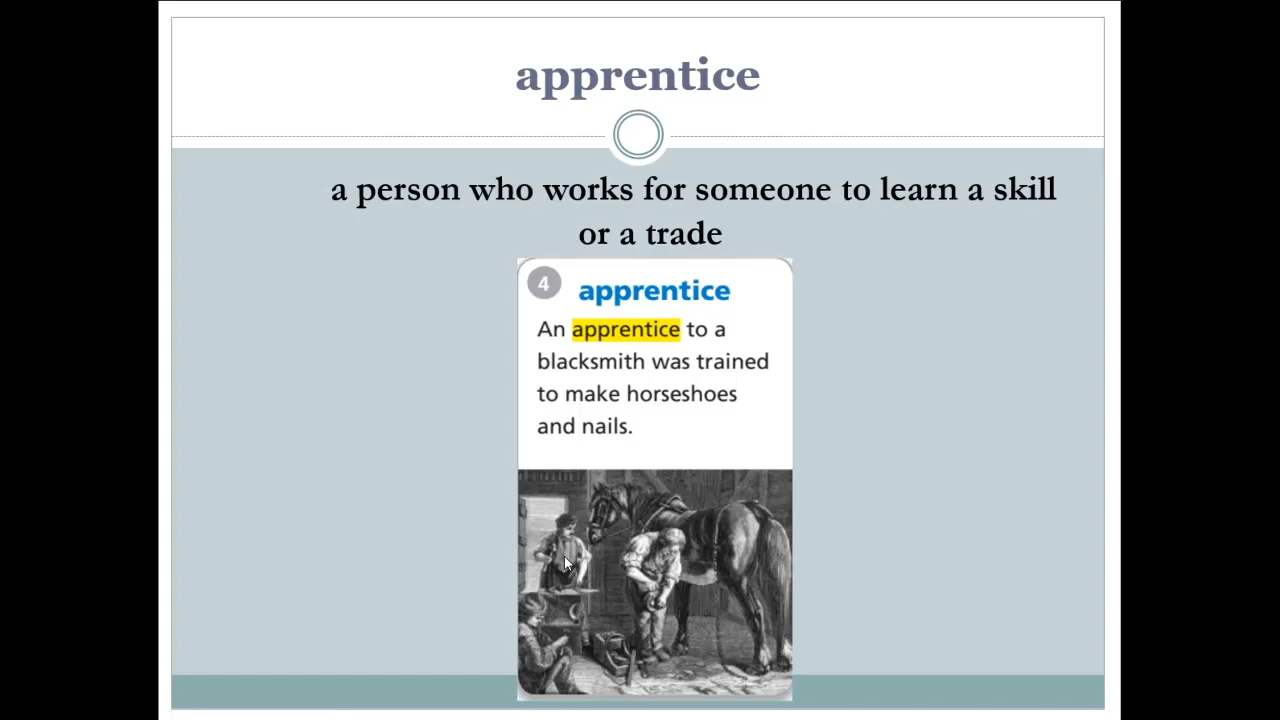 apprentice
a person who works for someone to learn a skill
or a trade
4
apprentice
An apprentice to a
blacksmith was trained
to make horseshoes
and nails.